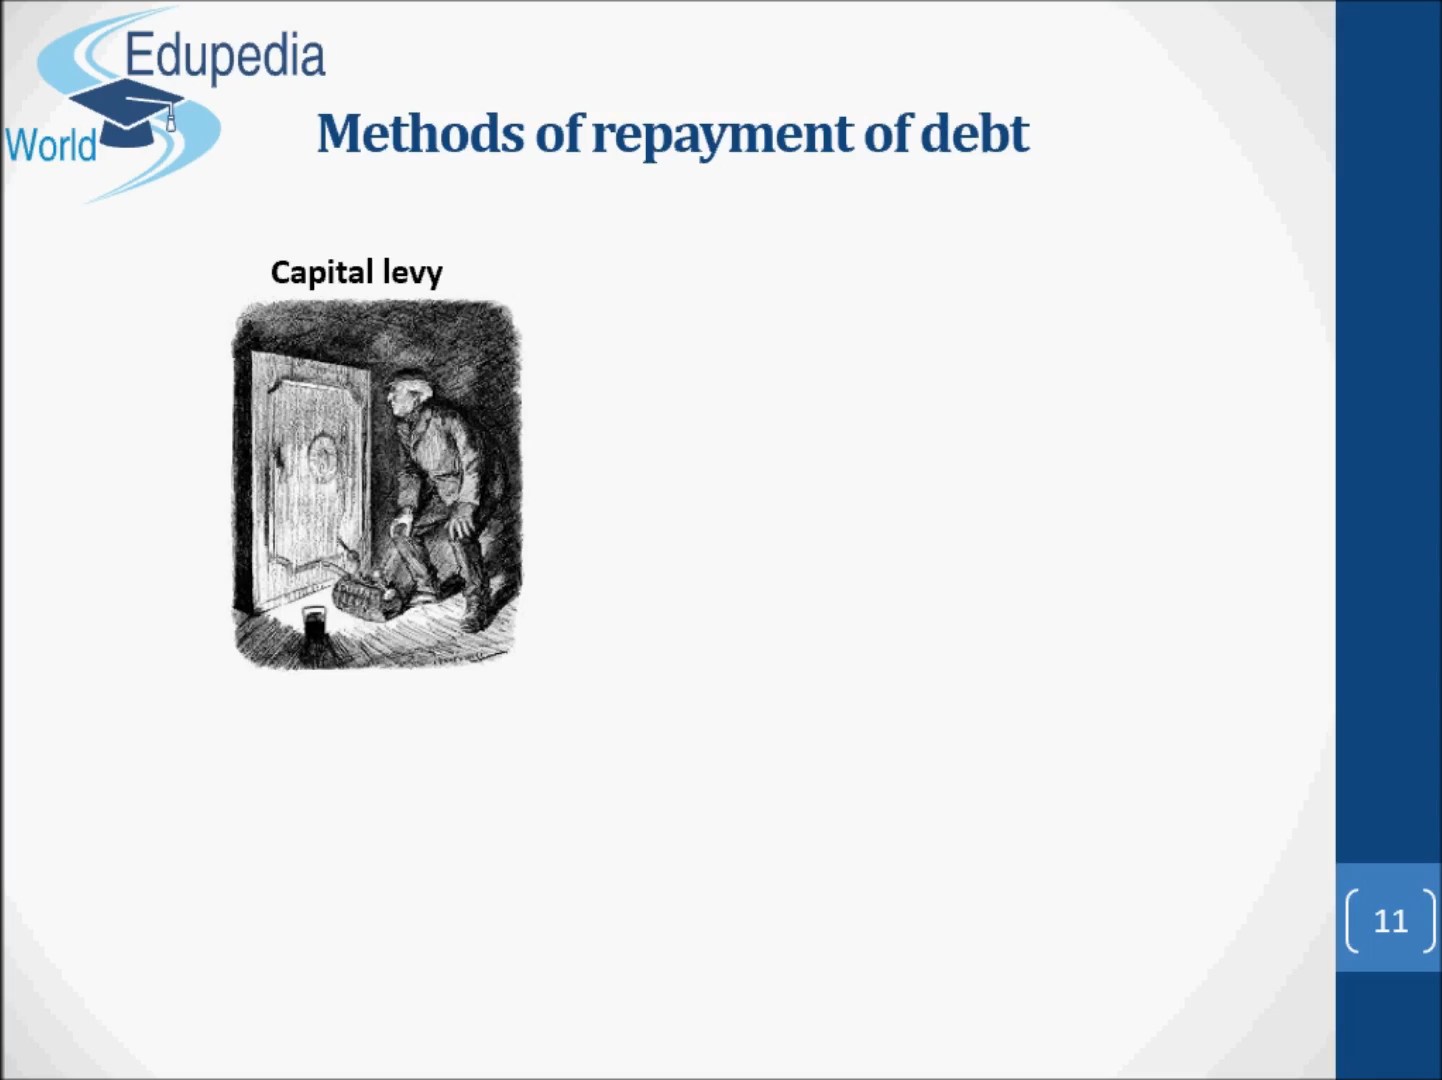 Edupedia
World
Methods of repayment of debt
Capital levy
11